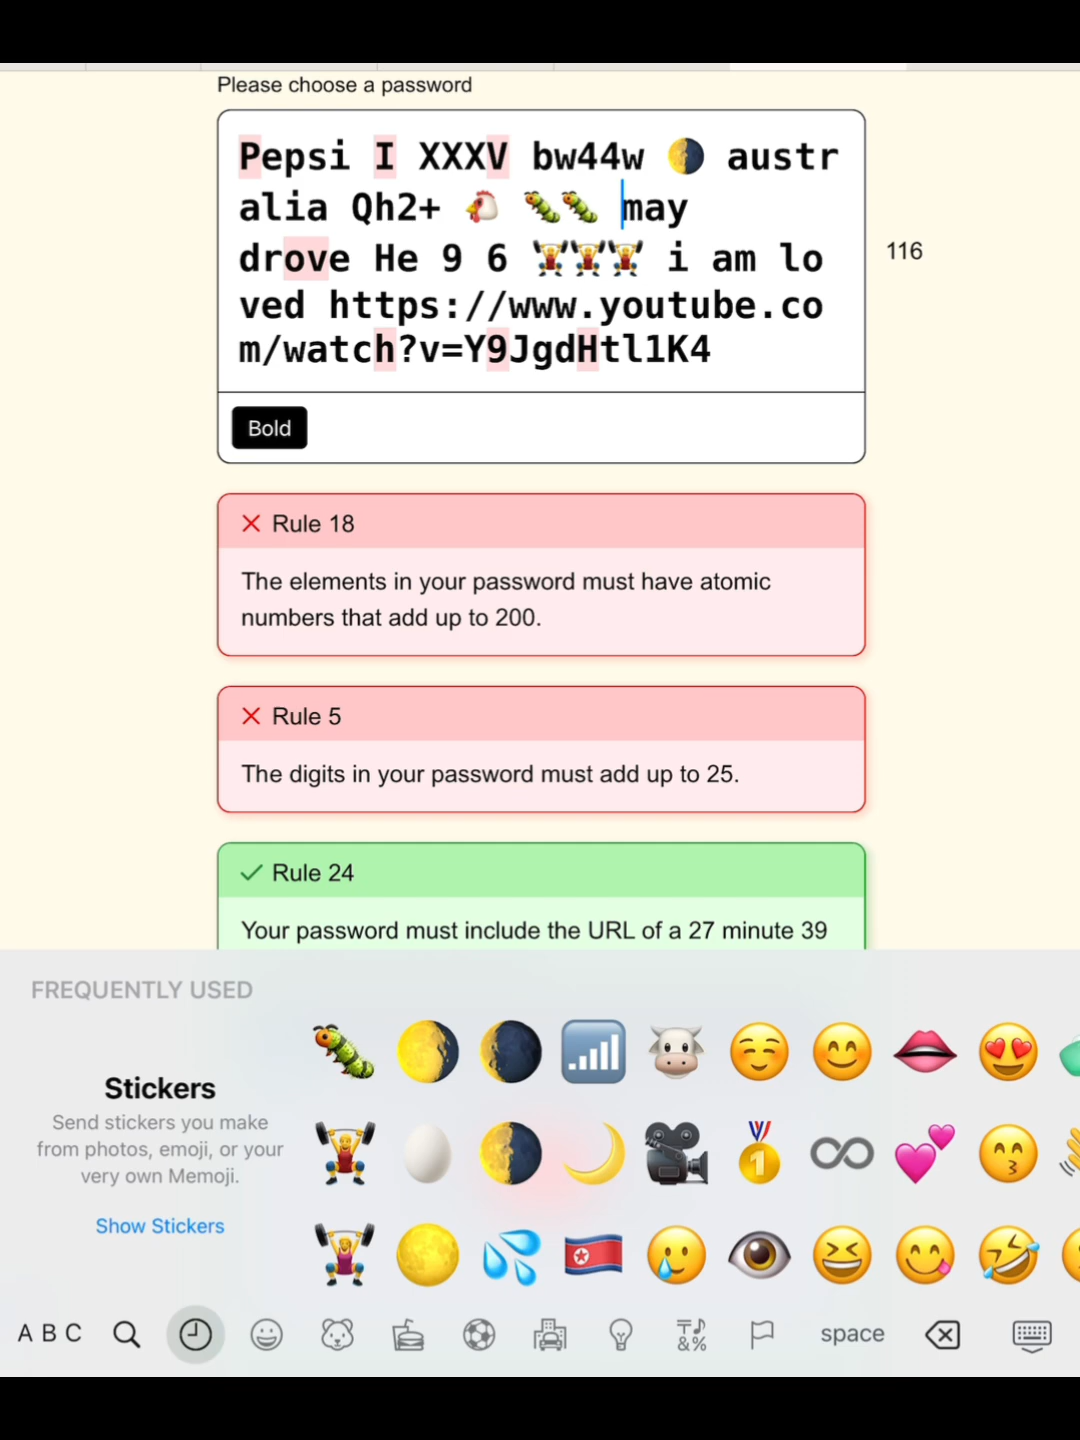 Please choose a password
Pepsi I XXXV bw44w 🌗 austr
alia Qh2+ 🐔 🐛🐛 may
drove He 9 6 🏋️‍♂️🏋️‍♂️🏋️‍♂️ i am lo
ved https://www.youtube.co
m/watch?v=Y9JgdHtl1K4
116
Bold
Rule 18
The elements in your password must have atomic
numbers that add up to 200.
Rule 5
The digits in your password must add up to 25.
Rule 24
Your password must include the URL of a 27 minute 39
FREQUENTLY USED
Stickers
Send stickers you make
from photos, emoji, or your
very own Memoji.
Show Stickers
A B C
space